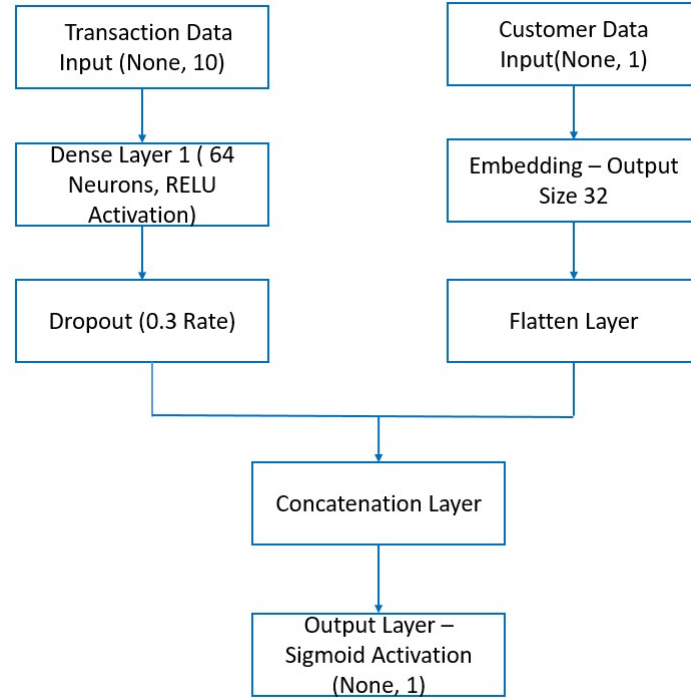 Transaction Data
Input (None, 10)
Customer Data
Input(None, 1)
Dense Layer 1 ( 64
Neurons, RELU
Activation)
Embedding – Output
Size 32
Dropout (0.3 Rate)
Flatten Layer
Concatenation Layer
Output Layer –
Sigmoid Activation
(None, 1)